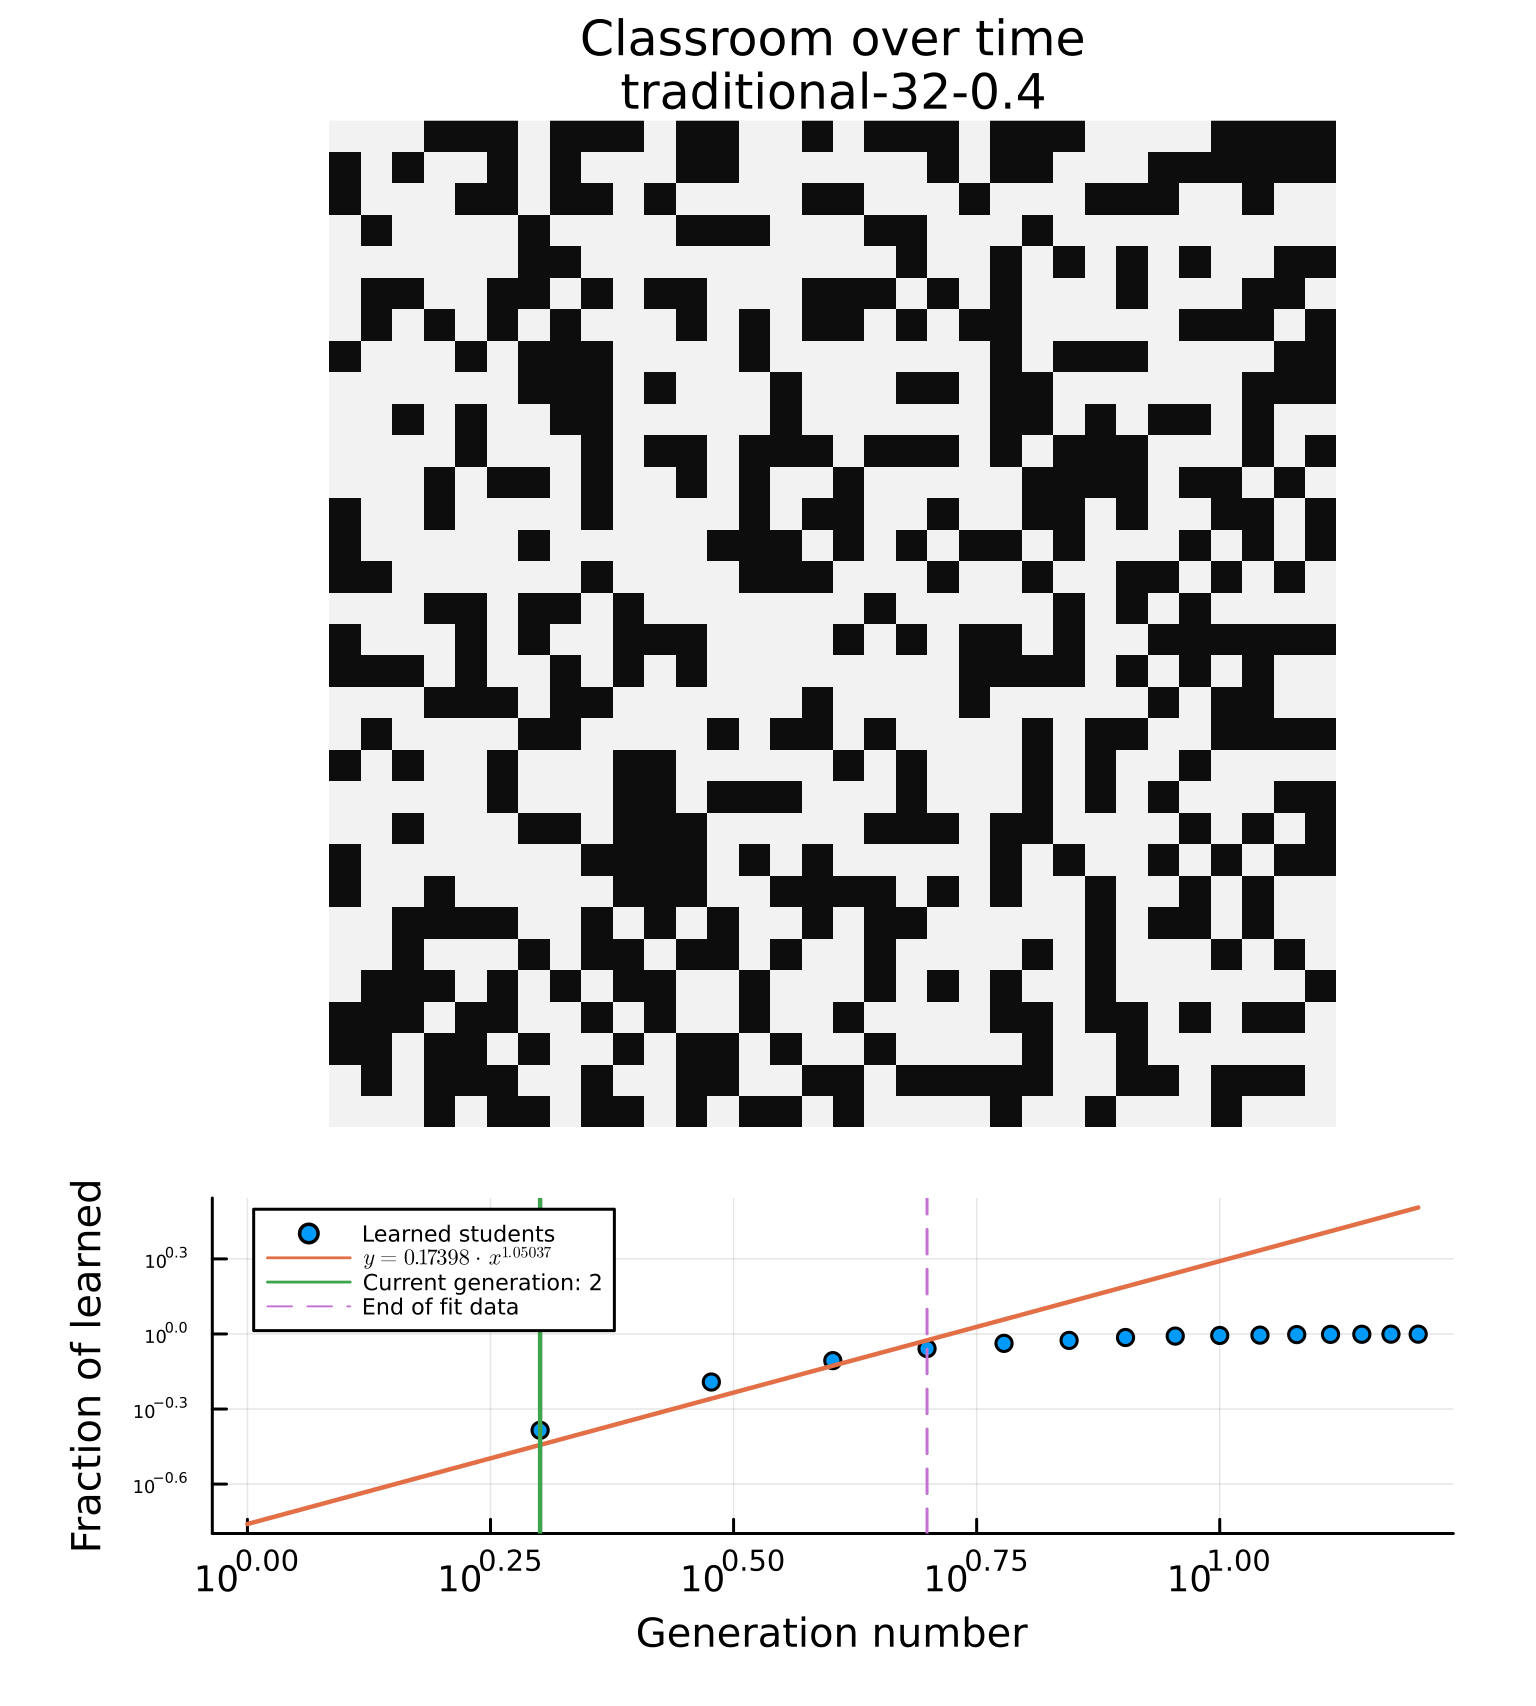 Classroom over time
traditional-32-0.4
Fraction of learned
10^0.3
10^0.0
10^−0.3
10^−0.6
Learned students
y = 0.17398 · x^1.05037
Current generation: 2
End of fit data
10^0.00 10^0.25 10^0.50 10^0.75 10^1.00
Generation number